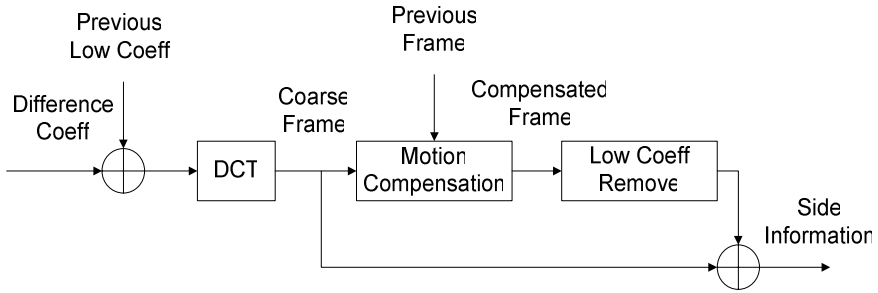 Previous
Low Coeff
Previous
Frame
Difference
Coeff
Coarse
Frame
Compensated
Frame
DCT
Motion
Compensation
Low Coeff
Remove
Side
Information